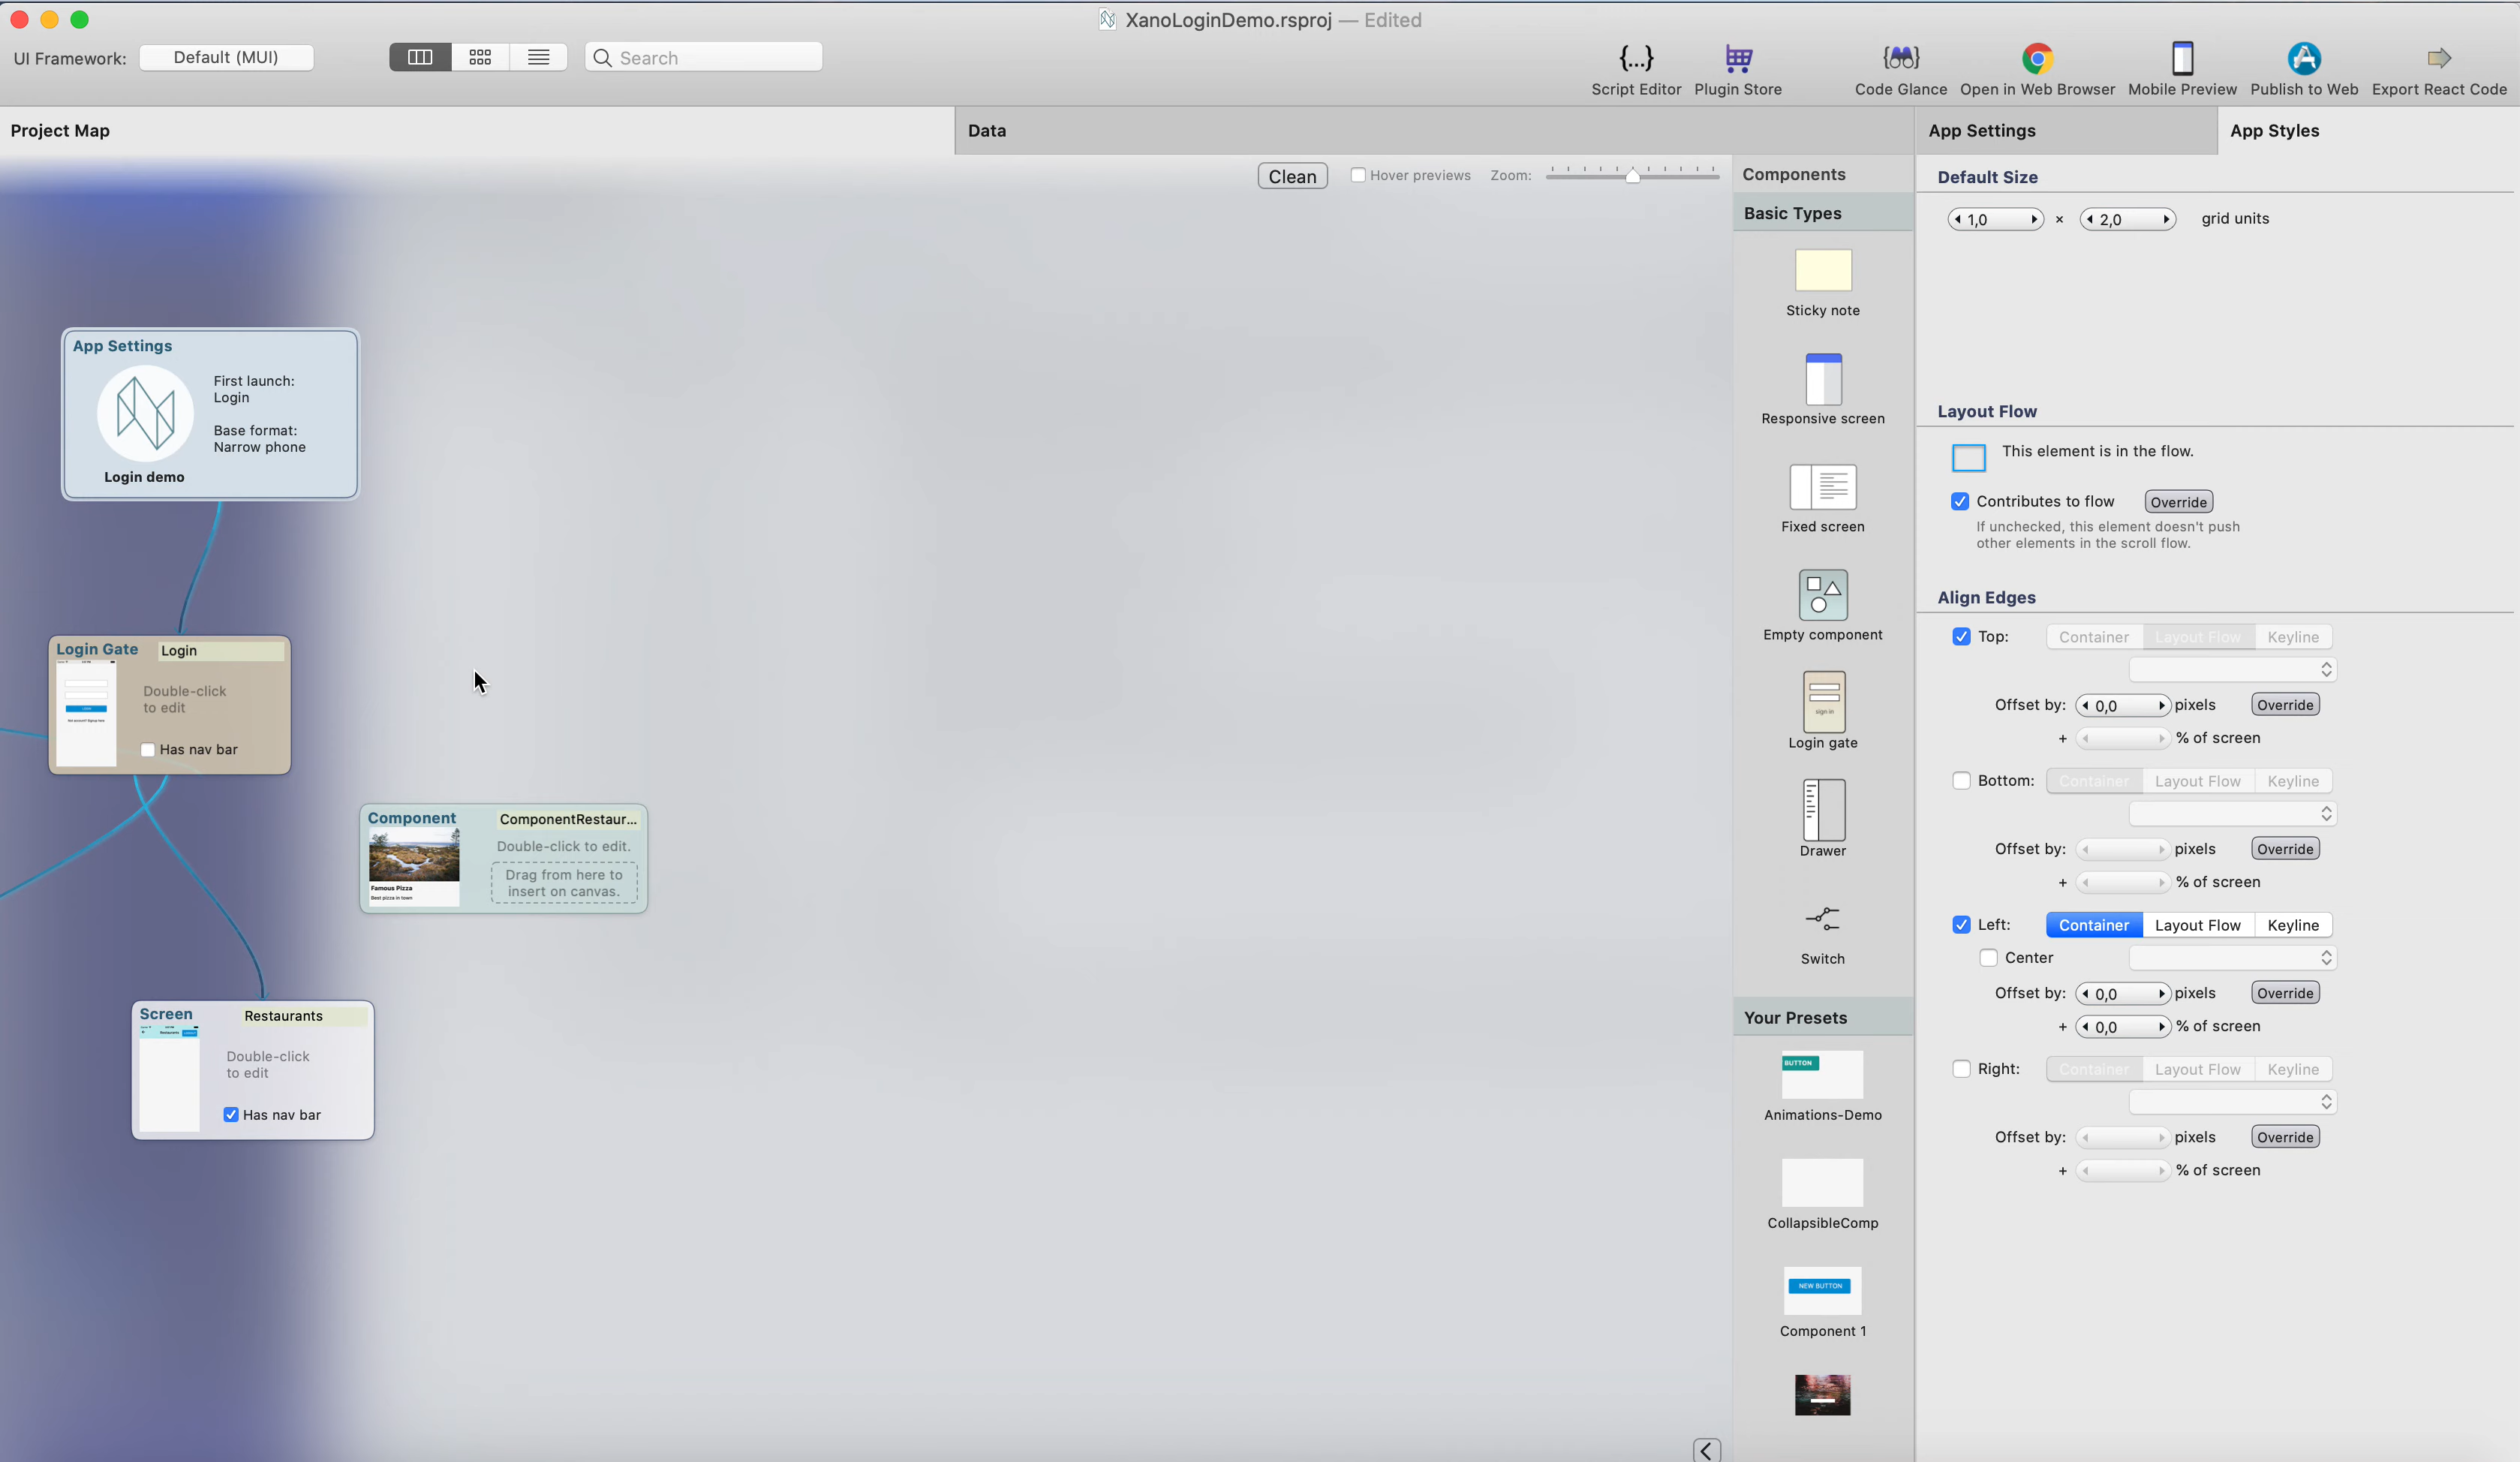 XanoLoginDemo.rsproj — Edited
UI Framework:
Default (MUI)
Search
{...}
Script Editor
Plugin Store
Code Glance
Open in Web Browser
Mobile Preview
Publish to Web
Export React Code
Project Map
Data
App Settings
App Styles
Clean
Hover previews
Zoom:
App Settings
First launch:
Login
Base format:
Narrow phone
Login demo
Login Gate
Login
Double-click
to edit
Has nav bar
Component
ComponentRestaur...
Double-click to edit.
Drag from here to
insert on canvas.
Famous Pizza
Best pizza in town
Screen
Restaurants
Double-click
to edit
Has nav bar
Components
Basic Types
Sticky note
Responsive screen
Fixed screen
Empty component
sign in
Login gate
Drawer
Switch
Your Presets
BUTTON
Animations-Demo
CollapsibleComp
NEW BUTTON
Component 1
Default Size
1,0 × 2,0 grid units
Layout Flow
This element is in the flow.
Contributes to flow Override
If unchecked, this element doesn't push
other elements in the scroll flow.
Align Edges
Top: Container Layout Flow Keyline
Offset by: 0,0 pixels Override
+ % of screen
Bottom: Container Layout Flow Keyline
Offset by: pixels Override
+ % of screen
Left: Container Layout Flow Keyline
Center
Offset by: 0,0 pixels Override
+ 0,0 % of screen
Right: Container Layout Flow Keyline
Offset by: pixels Override
+ % of screen